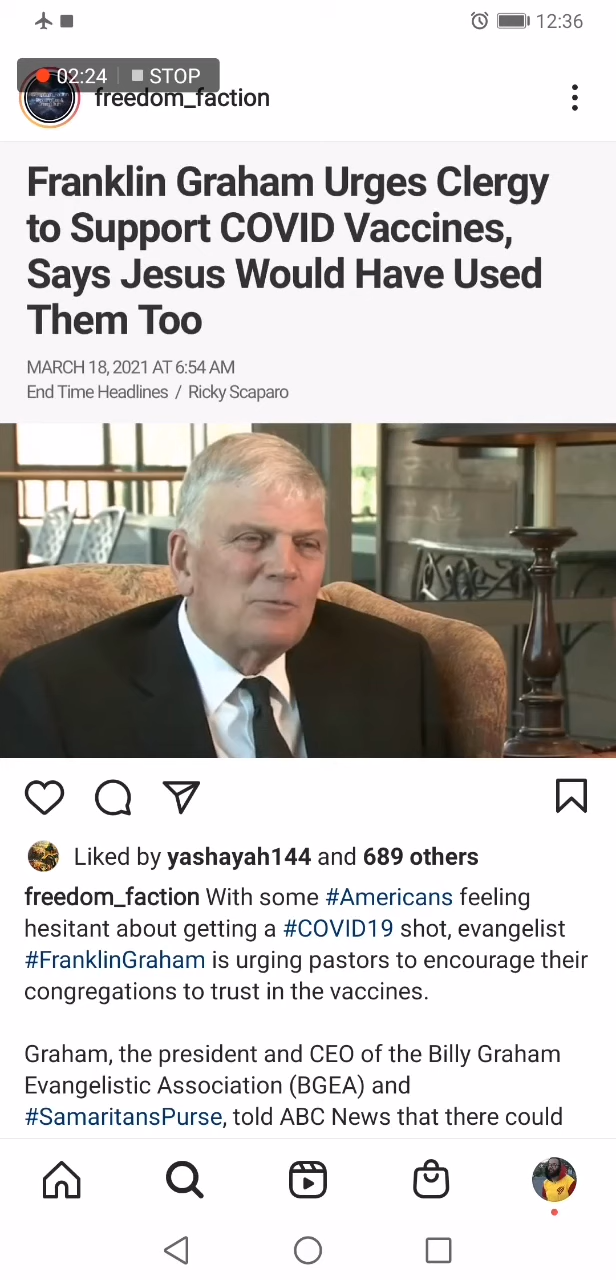 12:36
02:24 STOP
freedom_faction
Franklin Graham Urges Clergy
to Support COVID Vaccines,
Says Jesus Would Have Used
Them Too
MARCH 18, 2021 AT 6:54 AM
End Time Headlines / Ricky Scaparo
Liked by yashayah144 and 689 others
freedom_faction With some #Americans feeling
hesitant about getting a #COVID19 shot, evangelist
#FranklinGraham is urging pastors to encourage their
congregations to trust in the vaccines.
Graham, the president and CEO of the Billy Graham
Evangelistic Association (BGEA) and
#SamaritansPurse, told ABC News that there could